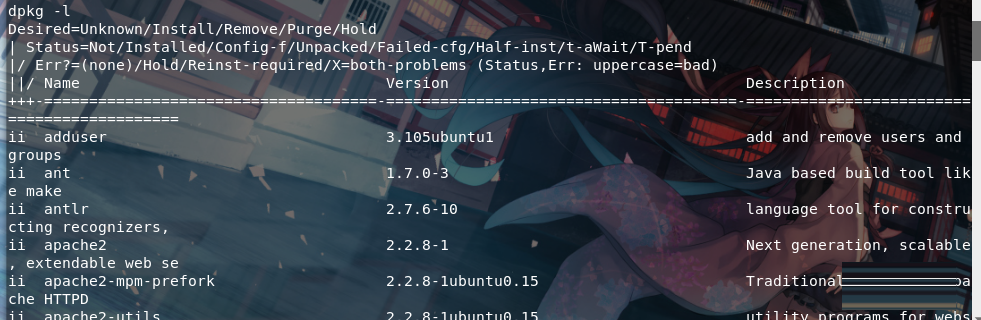 dpkg -l
Desired=Unknown/Install/Remove/Purge/Hold
| Status=Not/Installed/Config-f/Unpacked/Failed-cfg/Half-inst/t-aWait/T-pend
|/ Err?=(none)/Hold/Reinst-required/X=both-problems (Status,Err: uppercase=bad)
||/ Name Version Description
+++-=====================================-=======================================-=========================
===================
ii adduser 3.105ubuntu1 add and remove users and
groups
ii ant 1.7.0-3 Java based build tool lik
e make
ii antlr 2.7.6-10 language tool for constru
cting recognizers,
ii apache2 2.2.8-1 Next generation, scalable
, extendable web se
ii apache2-mpm-prefork 2.2.8-1ubuntu0.15 Traditional
che HTTPD
ii apache2-utils 2.2.8-1ubuntu0.15 utility programs for webs